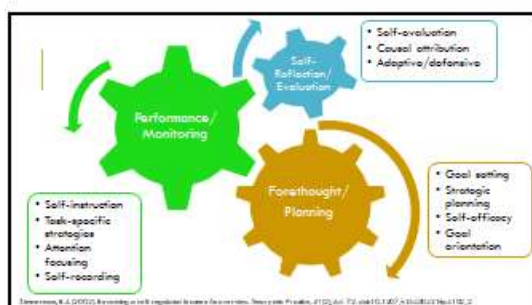 Self-
Reflection/
Evaluation
• Self-evaluation
• Causal attribution
• Adaptive/defensive
Performance/
Monitoring
Forethought/
Planning
• Goal setting
• Strategic
planning
• Self-efficacy
• Goal
orientation
• Self-instruction
• Task-specific
strategies
• Attention
focusing
• Self-recording